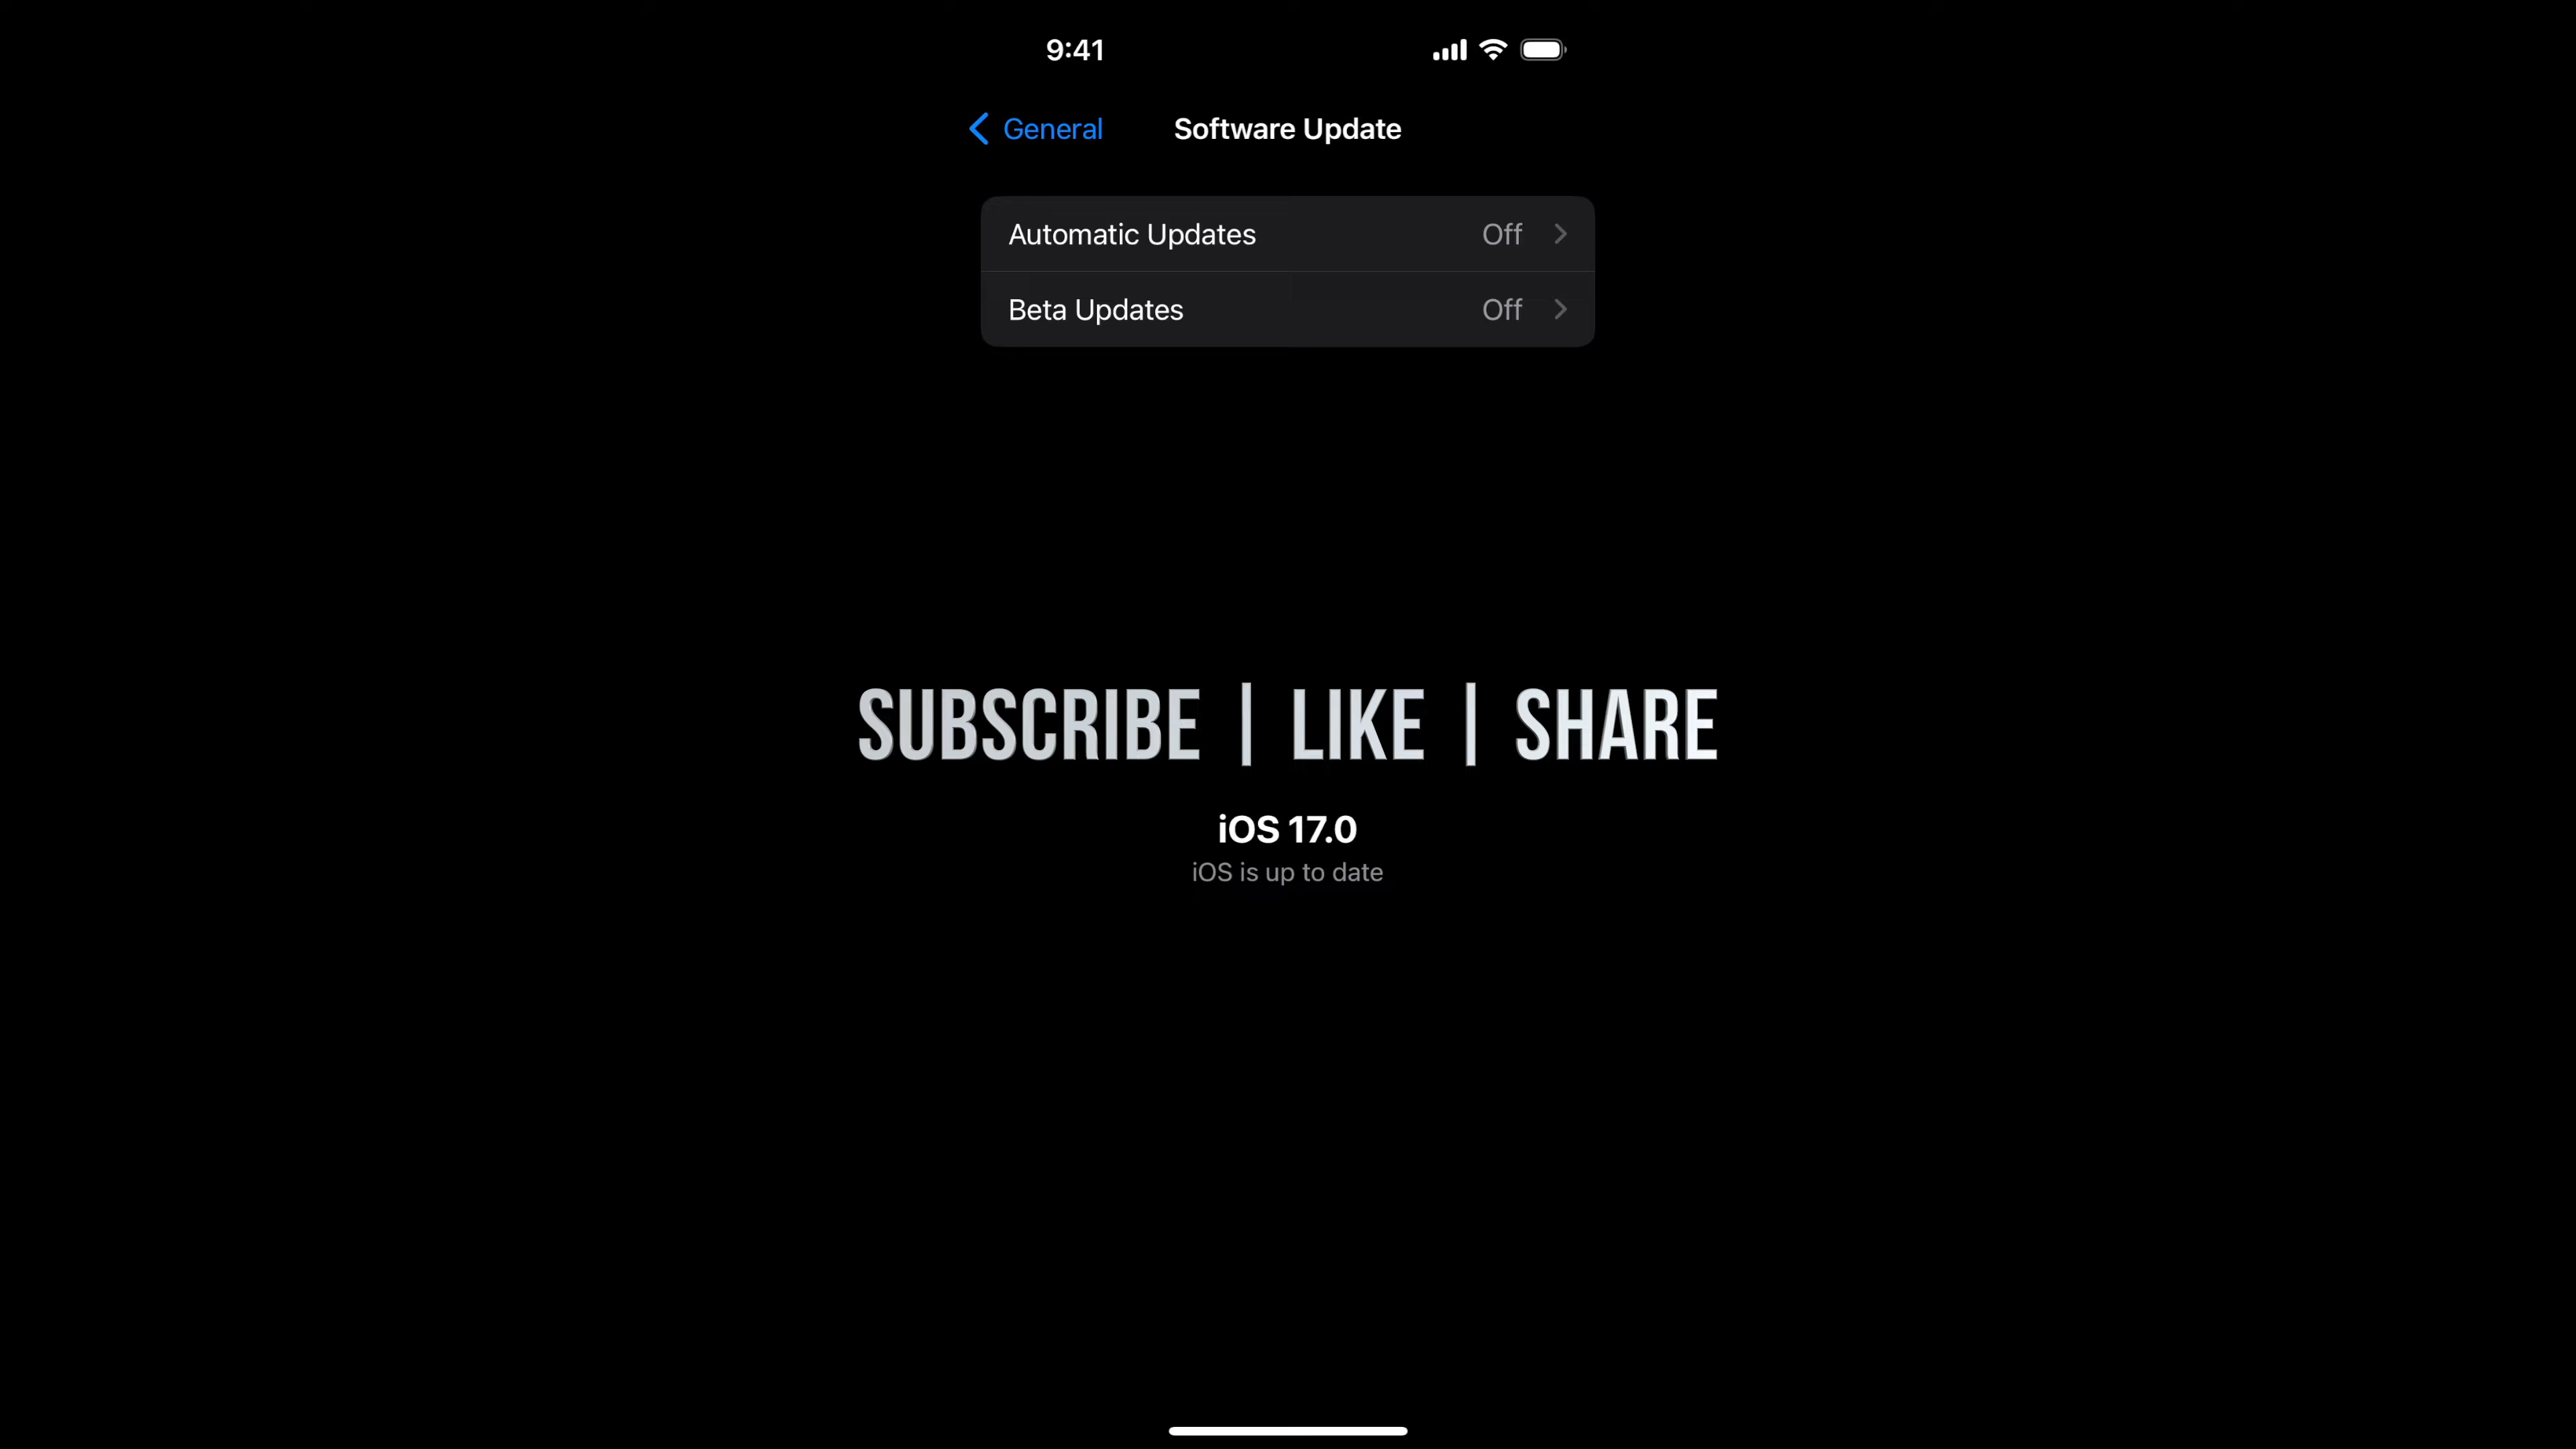 9:41
General
Software Update
Automatic Updates Off
Beta Updates Off
SUBSCRIBE | LIKE | SHARE
iOS 17.0
iOS is up to date